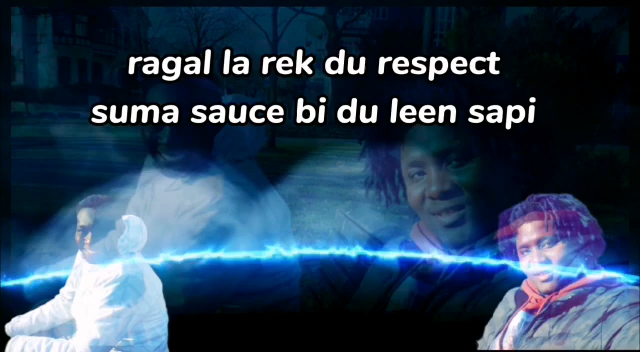 ragal la rek du respect
suma sauce bi du leen sapi